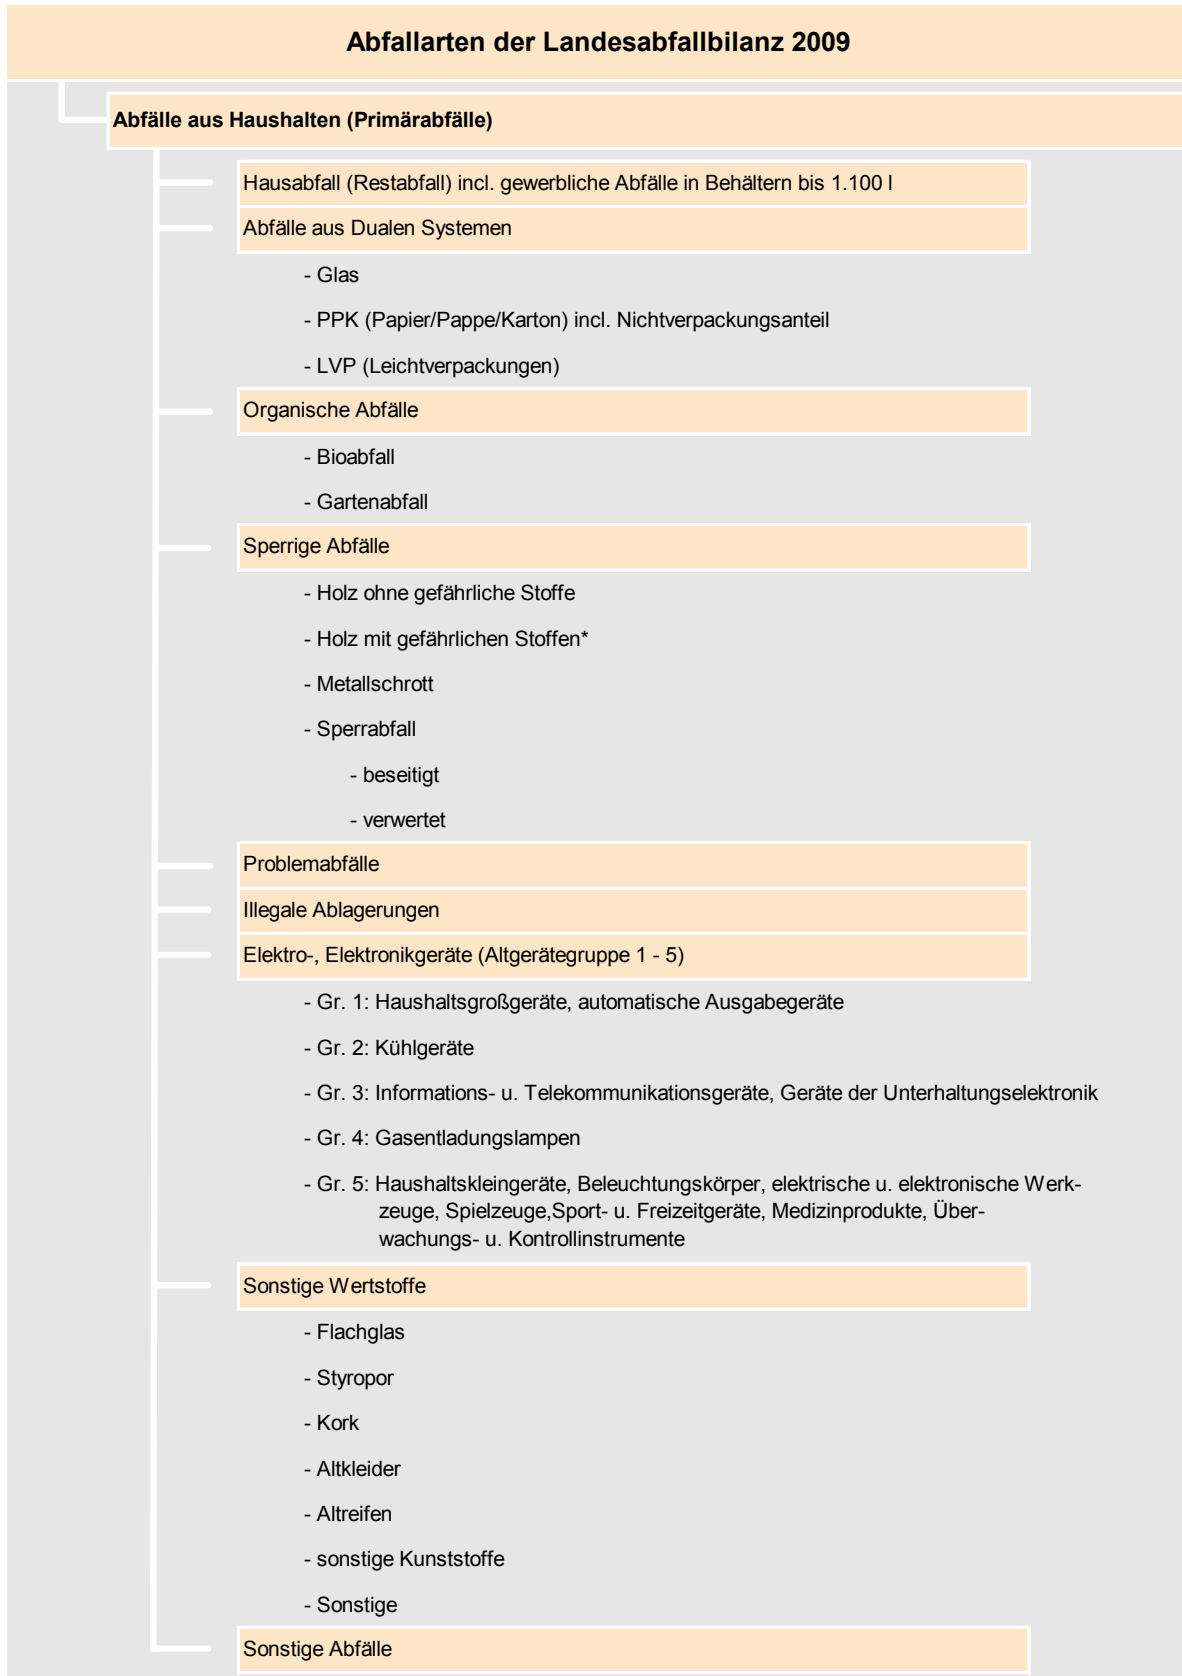 Abfallarten der Landesabfallbilanz 2009
Abfälle aus Haushalten (Primärabfälle)
Hausabfall (Restabfall) incl. gewerbliche Abfälle in Behältern bis 1.100 l
Abfälle aus Dualen Systemen
- Glas
- PPK (Papier/Pappe/Karton) incl. Nichtverpackungsanteil
- LVP (Leichtverpackungen)
Organische Abfälle
- Bioabfall
- Gartenabfall
Sperrige Abfälle
- Holz ohne gefährliche Stoffe
- Holz mit gefährlichen Stoffen*
- Metallschrott
- Sperrabfall
- beseitigt
- verwertet
Problemabfälle
Illegale Ablagerungen
Elektro-, Elektronikgeräte (Altgerätegruppe 1 - 5)
- Gr. 1: Haushaltsgroßgeräte, automatische Ausgabegeräte
- Gr. 2: Kühlgeräte
- Gr. 3: Informations- u. Telekommunikationsgeräte, Geräte der Unterhaltungselektronik
- Gr. 4: Gasentladungslampen
- Gr. 5: Haushaltskleingeräte, Beleuchtungskörper, elektrische u. elektronische Werk-
zeuge, Spielzeuge,Sport- u. Freizeitgeräte, Medizinprodukte, Über-
wachungs- u. Kontrollinstrumente
Sonstige Wertstoffe
- Flachglas
- Styropor
- Kork
- Altkleider
- Altreifen
- sonstige Kunststoffe
- Sonstige
Sonstige Abfälle